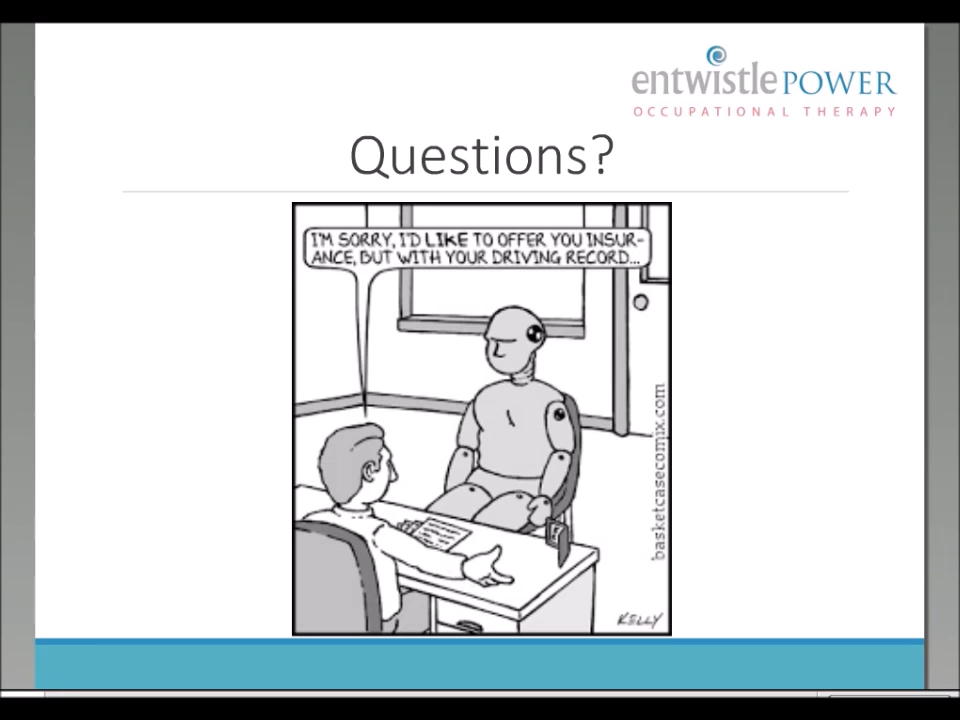 entwistlePOWER
OCCUPATIONAL THERAPY
Questions?
I'M SORRY, I'D LIKE TO OFFER YOU INSUR-
ANCE, BUT WITH YOUR DRIVING RECORD...
basketcasecomix.com
KELLY